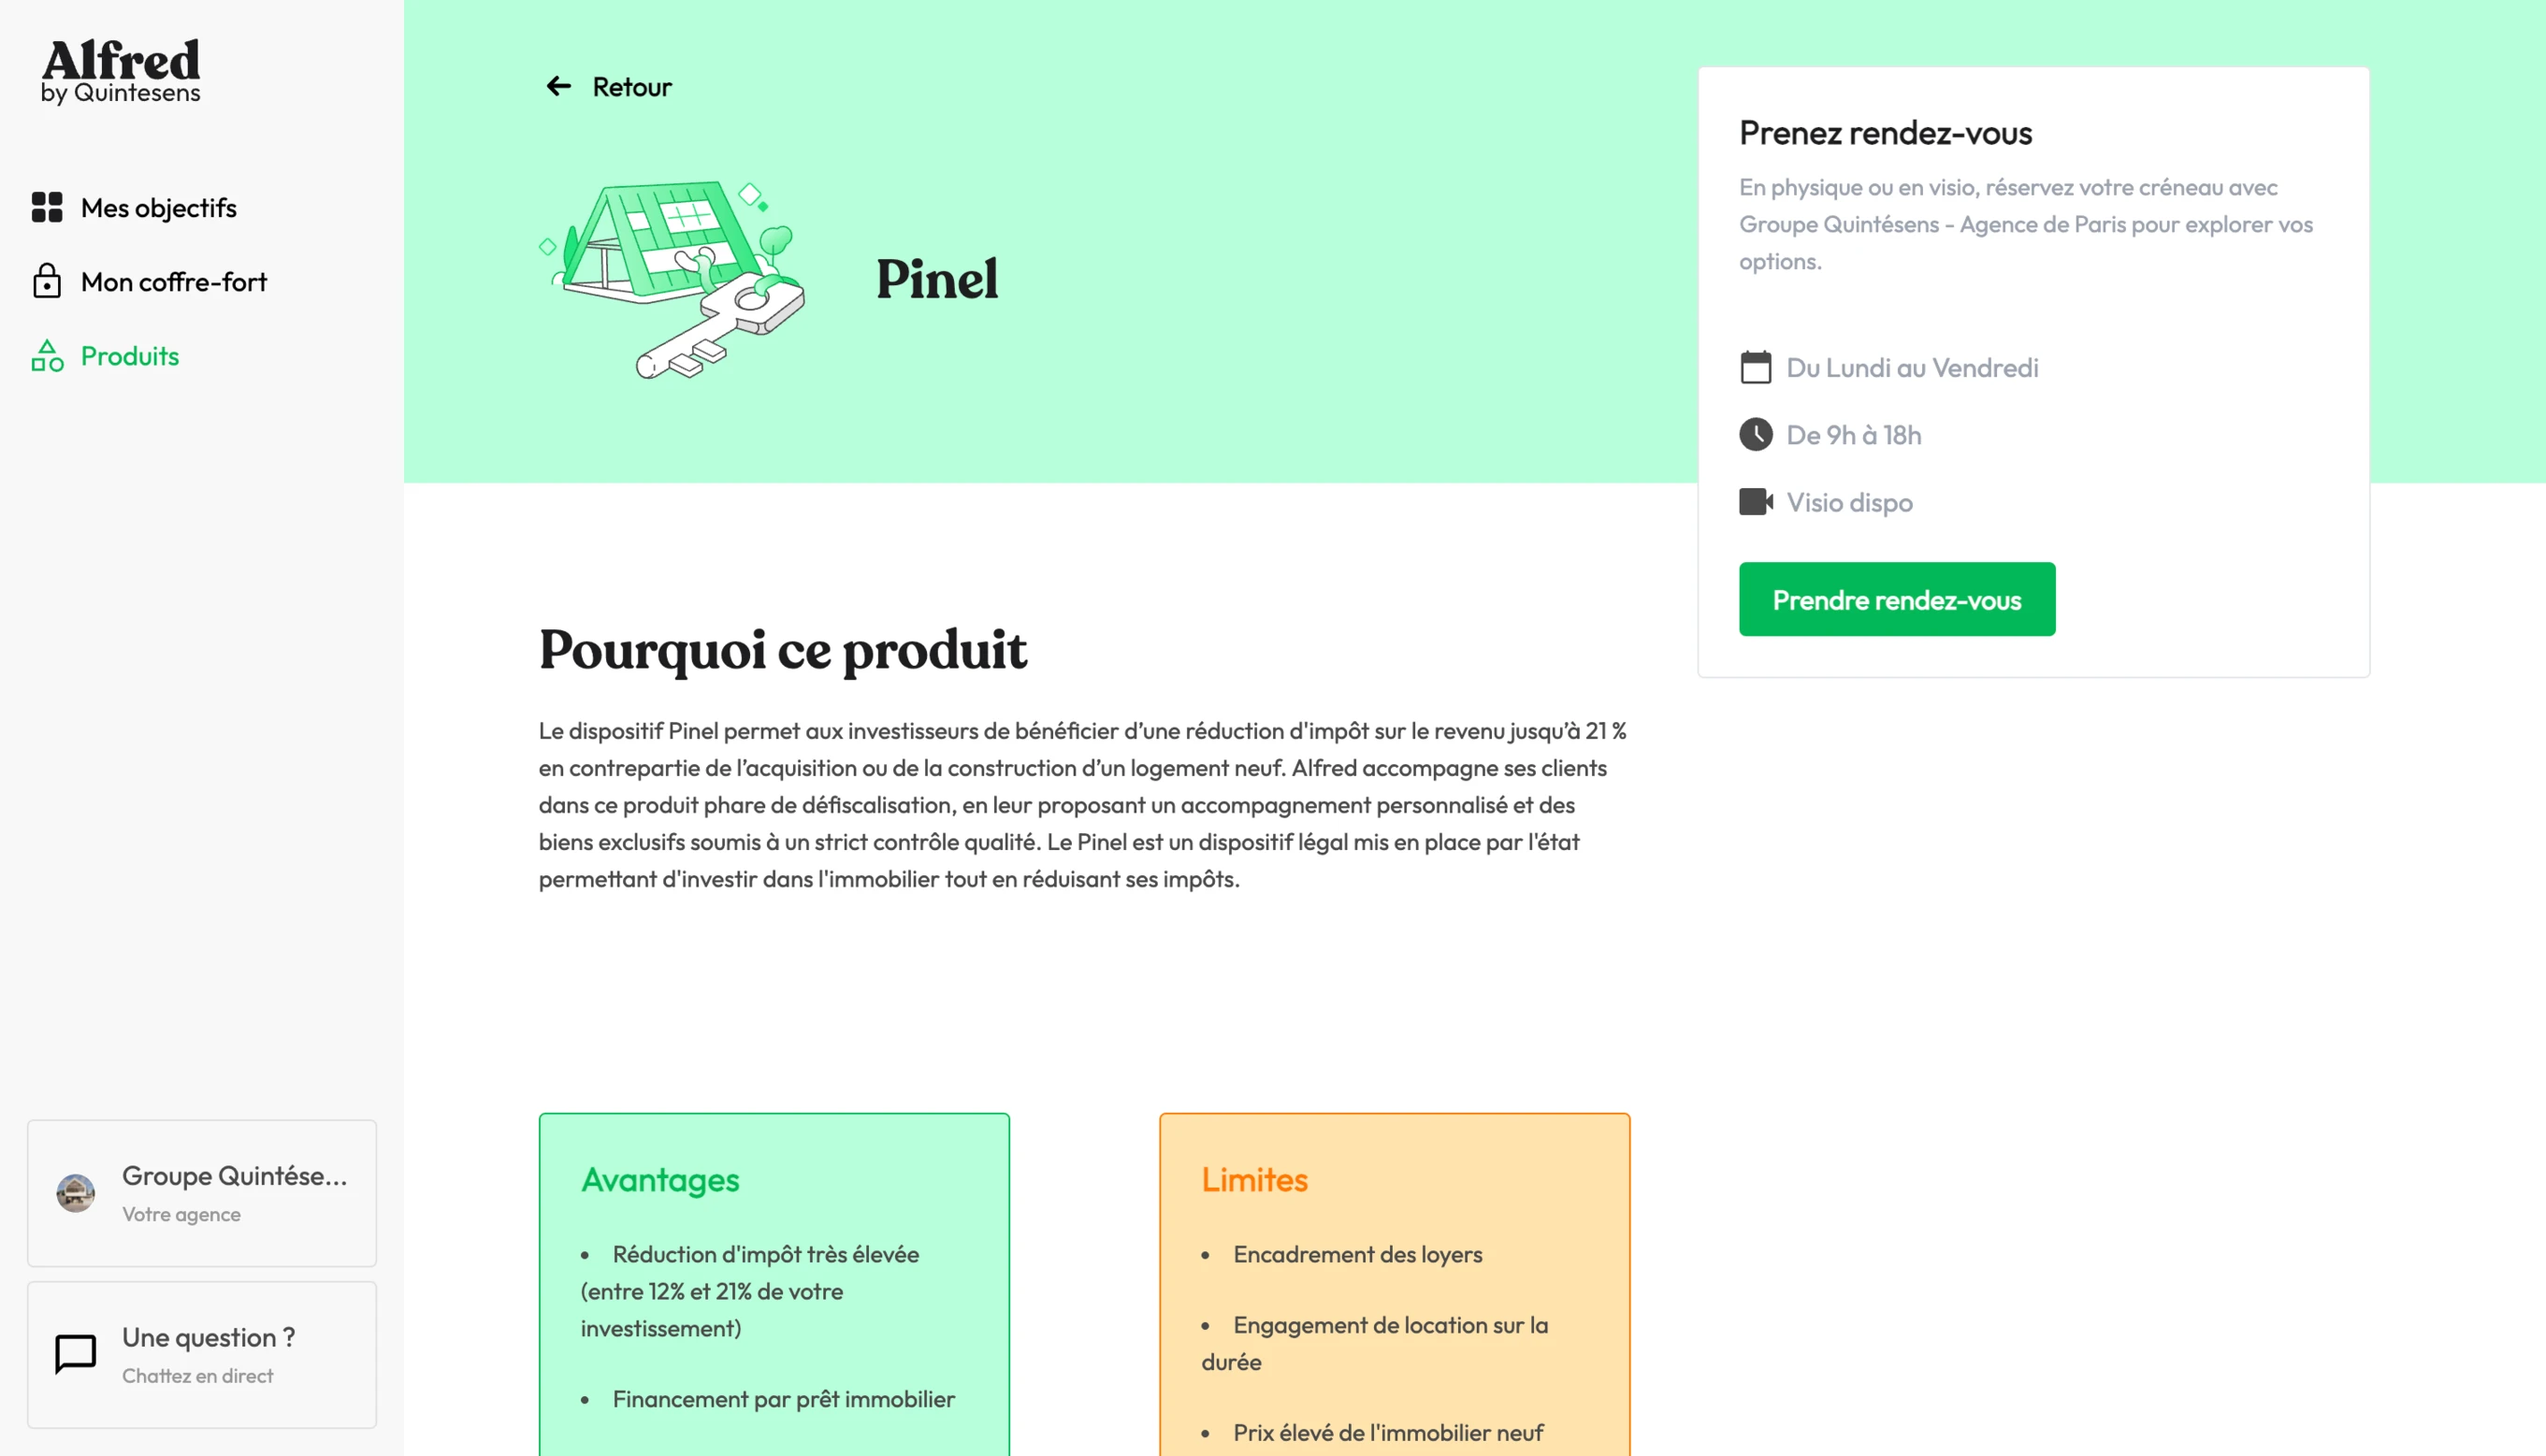 Alfred
by Quintesens
Mes objectifs
Mon coffre-fort
Produits
Groupe Quintése...
Votre agence
Une question ?
Chattez en direct
Retour
Pinel
Prenez rendez-vous
En physique ou en visio, réservez votre créneau avec
Groupe Quintésens - Agence de Paris pour explorer vos
options.
Du Lundi au Vendredi
De 9h à 18h
Visio dispo
Prendre rendez-vous
Pourquoi ce produit
Le dispositif Pinel permet aux investisseurs de bénéficier d’une réduction d'impôt sur le revenu jusqu’à 21 %
en contrepartie de l’acquisition ou de la construction d’un logement neuf. Alfred accompagne ses clients
dans ce produit phare de défiscalisation, en leur proposant un accompagnement personnalisé et des
biens exclusifs soumis à un strict contrôle qualité. Le Pinel est un dispositif légal mis en place par l'état
permettant d'investir dans l'immobilier tout en réduisant ses impôts.
Avantages
• Réduction d'impôt très élevée
(entre 12% et 21% de votre
investissement)
• Financement par prêt immobilier
Limites
• Encadrement des loyers
• Engagement de location sur la
durée
• Prix élevé de l'immobilier neuf